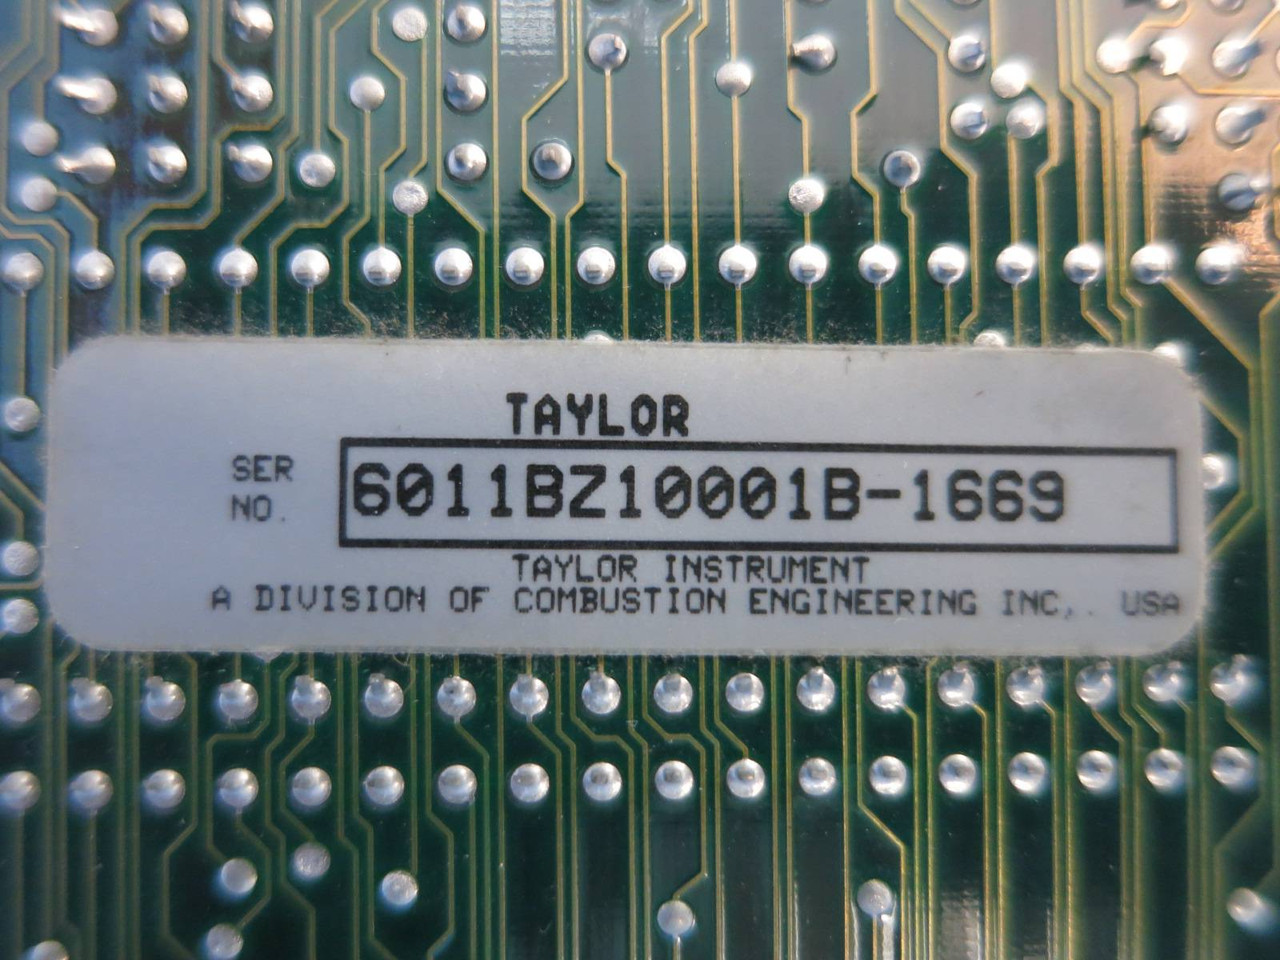 TAYLOR
SER
NO. 6011BZ10001B-1669
TAYLOR INSTRUMENT
A DIVISION OF COMBUSTION ENGINEERING INC,. USA